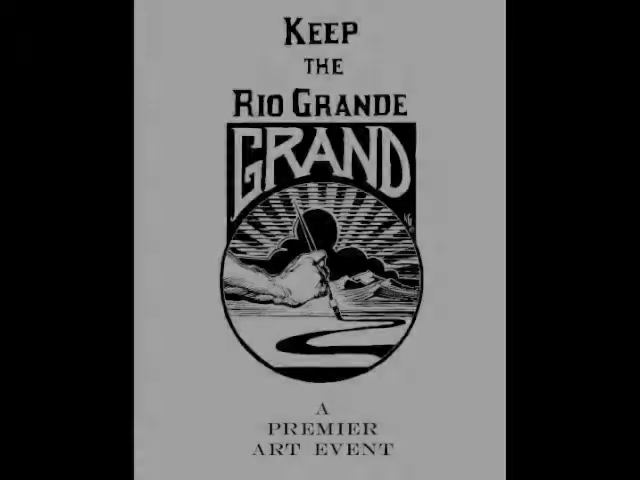 KEEP
THE
RIO GRANDE
GRAND
A
PREMIER
ART EVENT